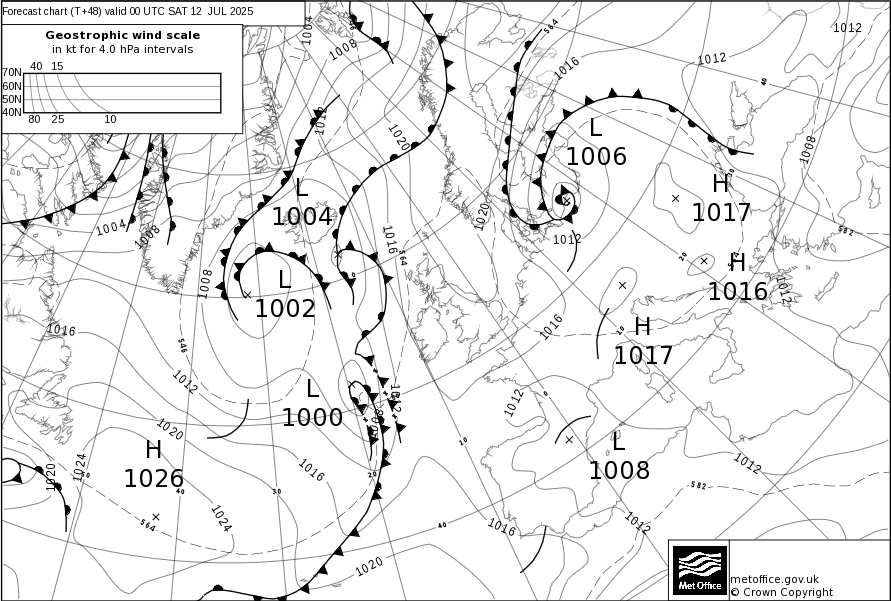 Forecast chart (T+48) valid 00 UTC SAT 12 JUL 2025
Geostrophic wind scale
in kt for 4.0 hPa intervals
40 15
70N
60N
50N
40N
80 25 10
1004
1008
1012
1020
564
1016
1012
1012
40
1008
L
1006
L
1004
H
1017
1004
1008
1020
1016
564
1012
582
20
H
1016
1012
L
1002
1008
1016
546
1016
10
H
1017
1012
L
1000
1012
1012
0
1020
H
1026
1024
1020
50
40
30
20
10
1016
L
1008
1012
582
564
1024
40
1016
1012
1020
Met Office
metoffice.gov.uk
© Crown Copyright